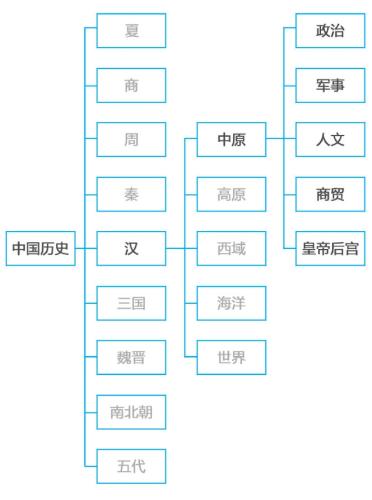 中国历史
夏
商
周
秦
汉
三国
魏晋
南北朝
五代
中原
高原
西域
海洋
世界
政治
军事
人文
商贸
皇帝后宫